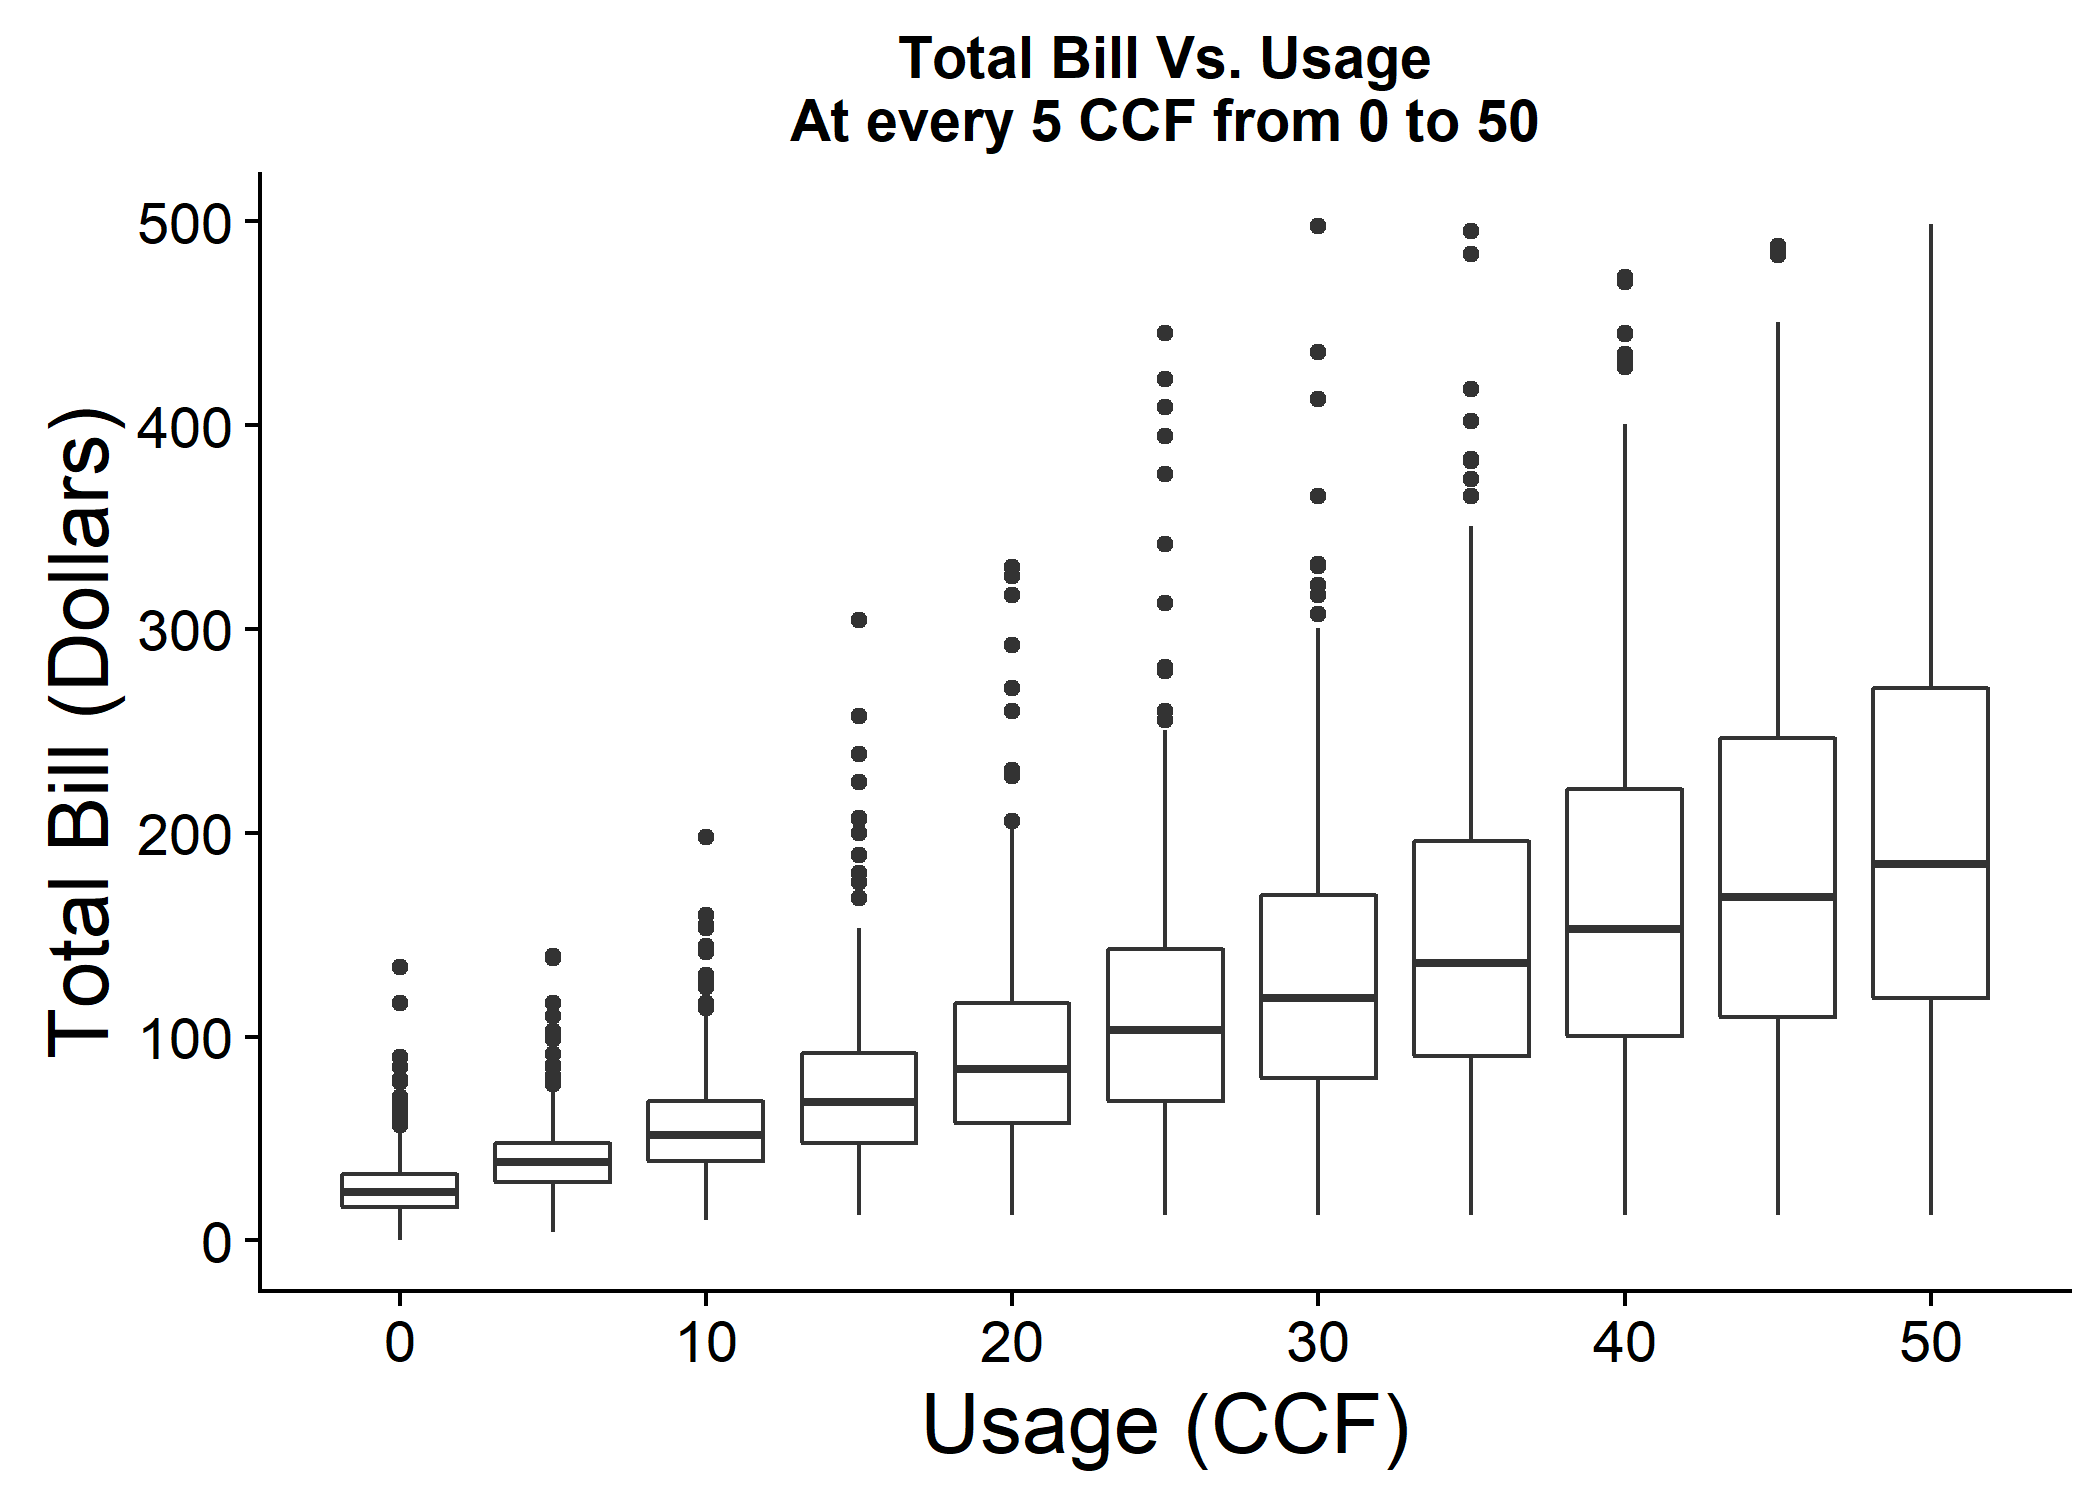 Total Bill Vs. Usage
At every 5 CCF from 0 to 50
Total Bill (Dollars)
500
400
300
200
100
0
0 10 20 30 40 50
Usage (CCF)